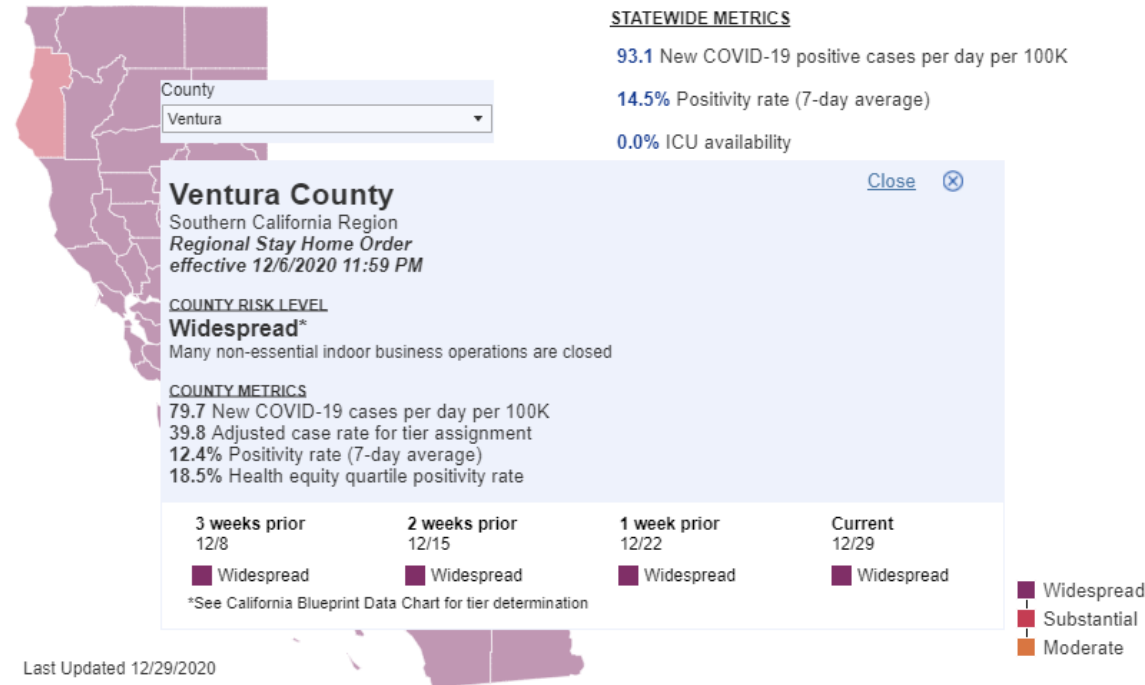 STATEWIDE METRICS
93.1 New COVID-19 positive cases per day per 100K
14.5% Positivity rate (7-day average)
0.0% ICU availability
County
Ventura
Close
Ventura County
Southern California Region
Regional Stay Home Order
effective 12/6/2020 11:59 PM
COUNTY RISK LEVEL
Widespread*
Many non-essential indoor business operations are closed
COUNTY METRICS
79.7 New COVID-19 cases per day per 100K
39.8 Adjusted case rate for tier assignment
12.4% Positivity rate (7-day average)
18.5% Health equity quartile positivity rate
3 weeks prior 2 weeks prior 1 week prior Current
12/8 12/15 12/22 12/29
Widespread Widespread Widespread Widespread
*See California Blueprint Data Chart for tier determination
Widespread
Substantial
Moderate
Last Updated 12/29/2020